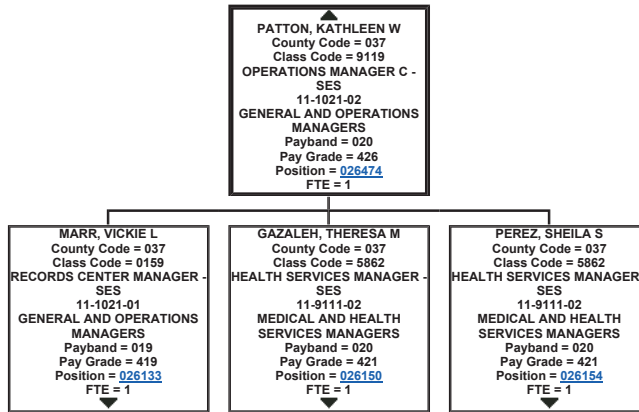 PATTON, KATHLEEN W
County Code = 037
Class Code = 9119
OPERATIONS MANAGER C -
SES
11-1021-02
GENERAL AND OPERATIONS
MANAGERS
Payband = 020
Pay Grade = 426
Position = 026474
FTE = 1
MARR, VICKIE L
County Code = 037
Class Code = 0159
RECORDS CENTER MANAGER -
SES
11-1021-01
GENERAL AND OPERATIONS
MANAGERS
Payband = 019
Pay Grade = 419
Position = 026133
FTE = 1
GAZALEH, THERESA M
County Code = 037
Class Code = 5862
HEALTH SERVICES MANAGER -
SES
11-9111-02
MEDICAL AND HEALTH
SERVICES MANAGERS
Payband = 020
Pay Grade = 421
Position = 026150
FTE = 1
PEREZ, SHEILA S
County Code = 037
Class Code = 5862
HEALTH SERVICES MANAGER
SES
11-9111-02
MEDICAL AND HEALTH
SERVICES MANAGERS
Payband = 020
Pay Grade = 421
Position = 026154
FTE = 1